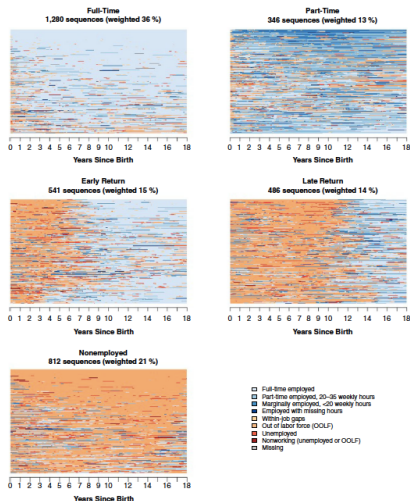 Full-Time
1,280 sequences (weighted 36 %)
0 1 2 3 4 5 6 7 8 9 10 12 14 16 18
Years Since Birth
Part-Time
346 sequences (weighted 13 %)
0 1 2 3 4 5 6 7 8 9 10 12 14 16 18
Years Since Birth
Early Return
541 sequences (weighted 15 %)
0 1 2 3 4 5 6 7 8 9 10 12 14 16 18
Years Since Birth
Late Return
486 sequences (weighted 14 %)
0 1 2 3 4 5 6 7 8 9 10 12 14 16 18
Years Since Birth
Nonemployed
812 sequences (weighted 21 %)
0 1 2 3 4 5 6 7 8 9 10 12 14 16 18
Years Since Birth
Full-time employed
Part-time employed, 20–35 weekly hours
Marginally employed, <20 weekly hours
Employed with missing hours
Within-job gaps
Out of labor force (OOLF)
Unemployed
Nonworking (unemployed or OOLF)
Missing